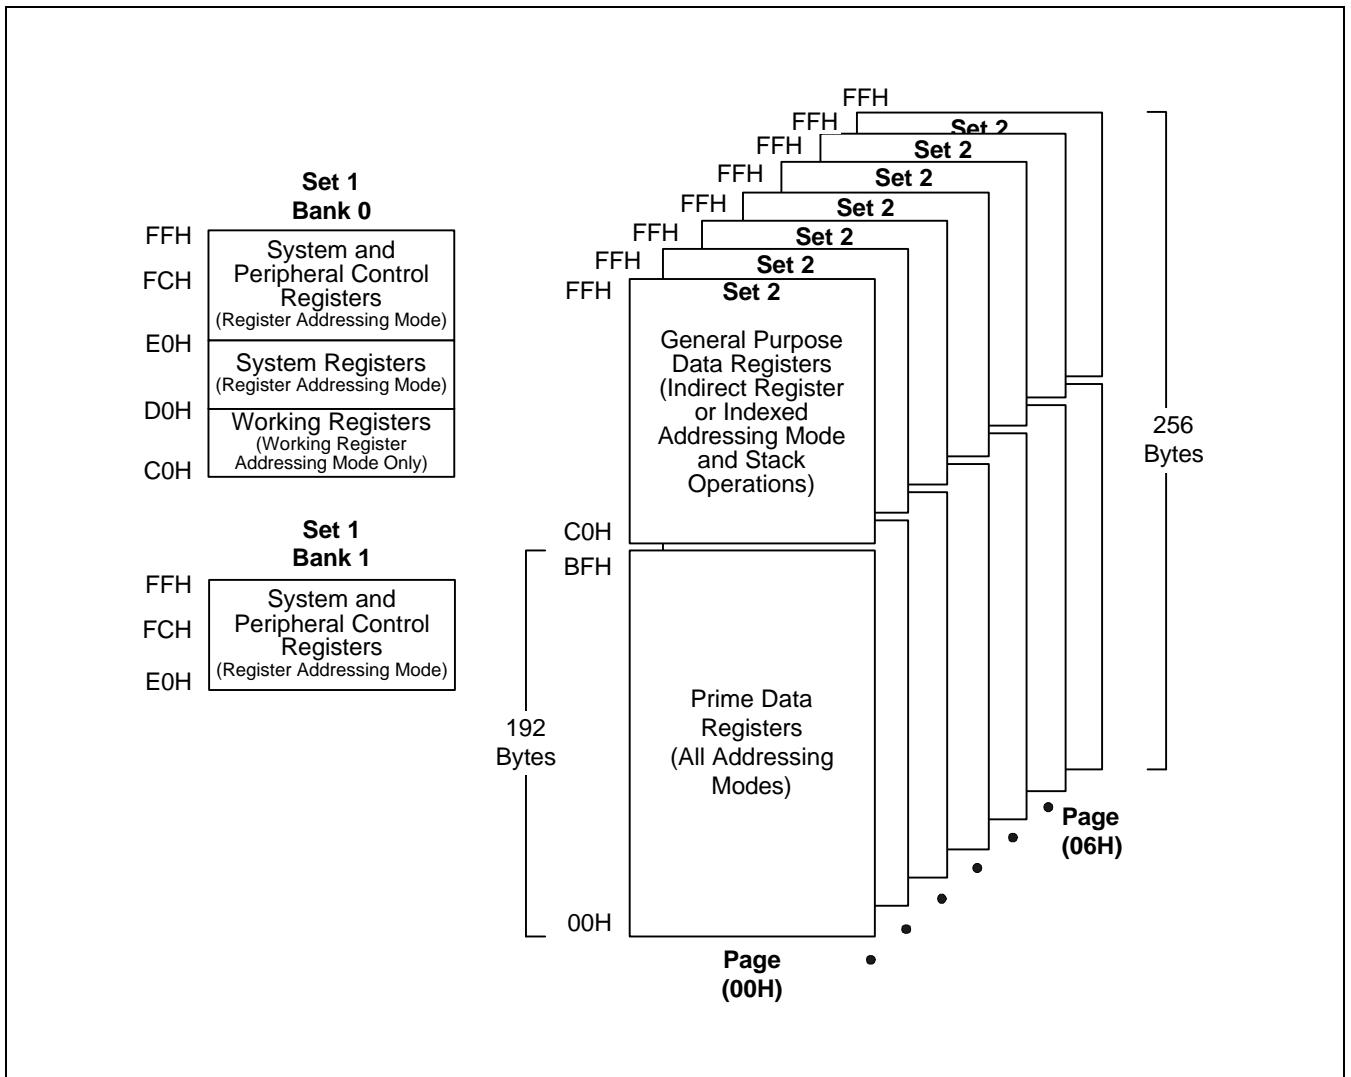 Set 1
Bank 0
FFH
FCH
E0H
D0H
C0H
System and
Peripheral Control
Registers
(Register Addressing Mode)
System Registers
(Register Addressing Mode)
Working Registers
(Working Register
Addressing Mode Only)
Set 1
Bank 1
FFH
FCH
E0H
System and
Peripheral Control
Registers
(Register Addressing Mode)
FFH
Set 2
FFH
Set 2
FFH
Set 2
FFH
Set 2
FFH
Set 2
FFH
Set 2
FFH
Set 2
FFH
General Purpose
Data Registers
(Indirect Register
or Indexed
Addressing Mode
and Stack
Operations)
C0H
BFH
Prime Data
Registers
(All Addressing
Modes)
00H
192
Bytes
256
Bytes
Page
(00H)
Page
(06H)